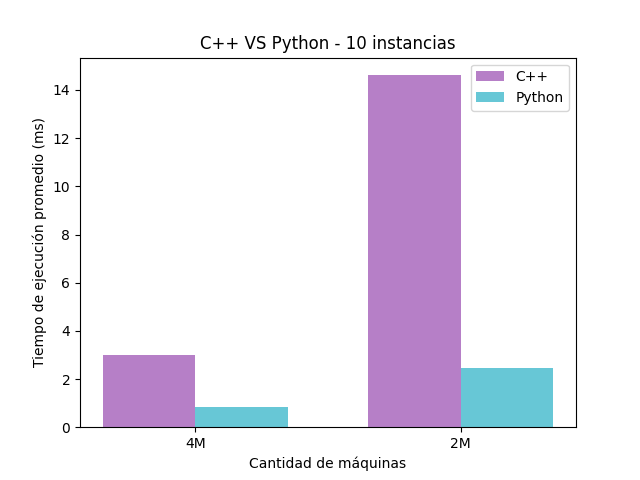 C++ VS Python - 10 instancias
C++
Python
Tiempo de ejecución promedio (ms)
14
12
10
8
6
4
2
0
4M
2M
Cantidad de máquinas